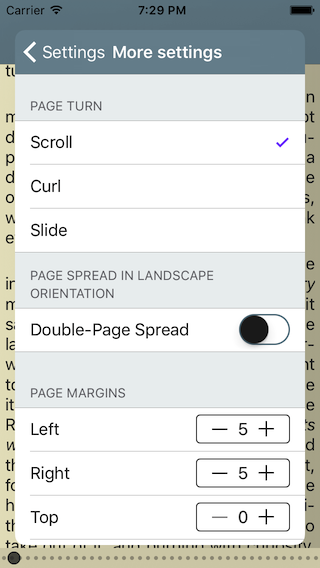 Carrier 7:29 PM
Settings More settings
PAGE TURN
Scroll
Curl
Slide
PAGE SPREAD IN LANDSCAPE
ORIENTATION
Double-Page Spread
PAGE MARGINS
Left 5
Right 5
Top 0